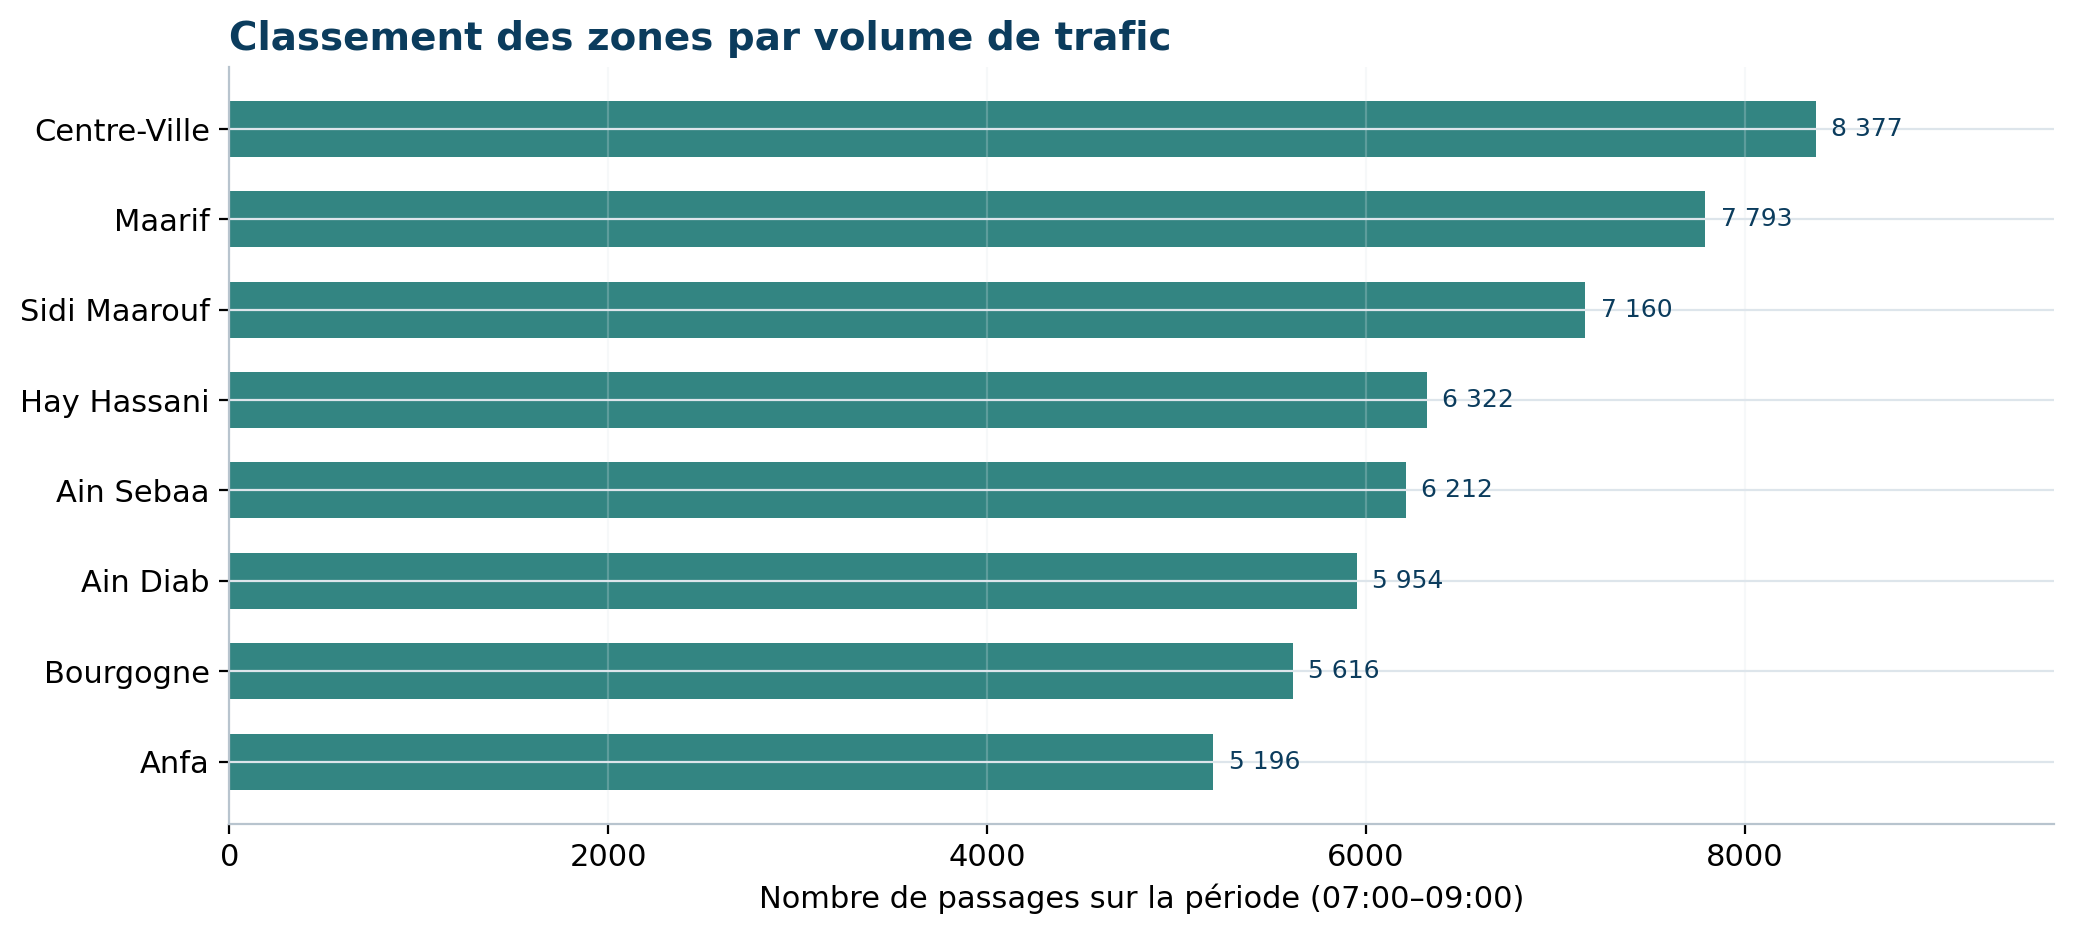 Classement des zones par volume de trafic
Centre-Ville 8 377
Maarif 7 793
Sidi Maarouf 7 160
Hay Hassani 6 322
Ain Sebaa 6 212
Ain Diab 5 954
Bourgogne 5 616
Anfa 5 196
0 2000 4000 6000 8000
Nombre de passages sur la période (07:00–09:00)